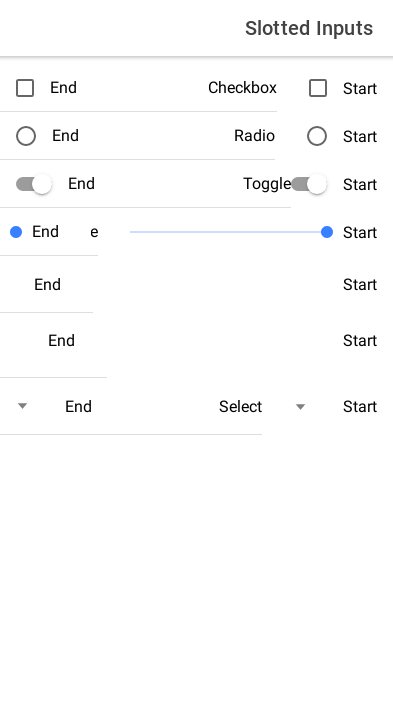 Slotted Inputs
Start Checkbox End
Start Radio End
Start Toggle End
Start e End
Start End
Start End
Start Select End